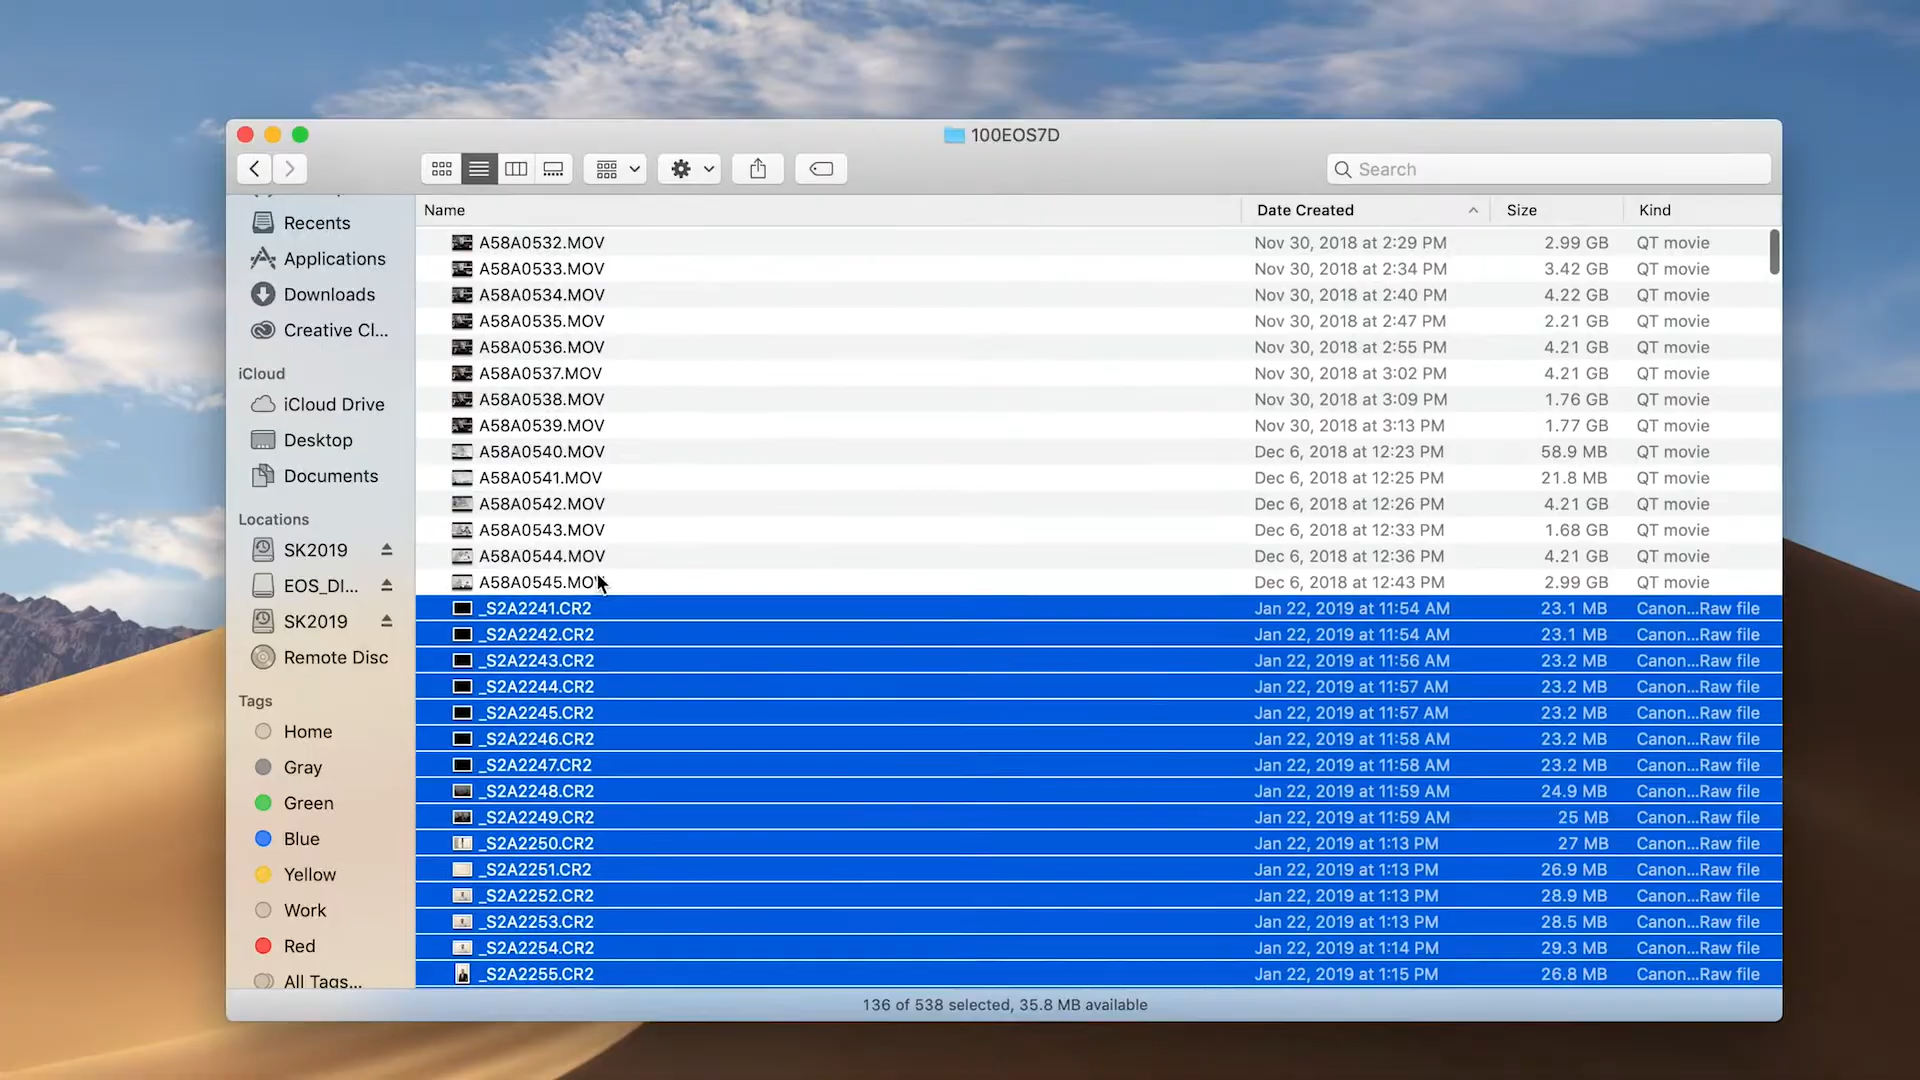 100EOS7D
Search
Recents
Applications
Downloads
Creative Cl...
iCloud
iCloud Drive
Desktop
Documents
Locations
SK2019
EOS_DI...
SK2019
Remote Disc
Tags
Home
Gray
Green
Blue
Yellow
Work
Red
All Tags...
Name Date Created Size Kind
A58A0532.MOV Nov 30, 2018 at 2:29 PM 2.99 GB QT movie
A58A0533.MOV Nov 30, 2018 at 2:34 PM 3.42 GB QT movie
A58A0534.MOV Nov 30, 2018 at 2:40 PM 4.22 GB QT movie
A58A0535.MOV Nov 30, 2018 at 2:47 PM 2.21 GB QT movie
A58A0536.MOV Nov 30, 2018 at 2:55 PM 4.21 GB QT movie
A58A0537.MOV Nov 30, 2018 at 3:02 PM 4.21 GB QT movie
A58A0538.MOV Nov 30, 2018 at 3:09 PM 1.76 GB QT movie
A58A0539.MOV Nov 30, 2018 at 3:13 PM 1.77 GB QT movie
A58A0540.MOV Dec 6, 2018 at 12:23 PM 58.9 MB QT movie
A58A0541.MOV Dec 6, 2018 at 12:25 PM 21.8 MB QT movie
A58A0542.MOV Dec 6, 2018 at 12:26 PM 4.21 GB QT movie
A58A0543.MOV Dec 6, 2018 at 12:33 PM 1.68 GB QT movie
A58A0544.MOV Dec 6, 2018 at 12:36 PM 4.21 GB QT movie
A58A0545.MOV Dec 6, 2018 at 12:43 PM 2.99 GB QT movie
_S2A2241.CR2 Jan 22, 2019 at 11:54 AM 23.1 MB Canon...Raw file
_S2A2242.CR2 Jan 22, 2019 at 11:54 AM 23.1 MB Canon...Raw file
_S2A2243.CR2 Jan 22, 2019 at 11:56 AM 23.2 MB Canon...Raw file
_S2A2244.CR2 Jan 22, 2019 at 11:57 AM 23.2 MB Canon...Raw file
_S2A2245.CR2 Jan 22, 2019 at 11:57 AM 23.2 MB Canon...Raw file
_S2A2246.CR2 Jan 22, 2019 at 11:58 AM 23.2 MB Canon...Raw file
_S2A2247.CR2 Jan 22, 2019 at 11:58 AM 23.2 MB Canon...Raw file
_S2A2248.CR2 Jan 22, 2019 at 11:59 AM 24.9 MB Canon...Raw file
_S2A2249.CR2 Jan 22, 2019 at 11:59 AM 25 MB Canon...Raw file
_S2A2250.CR2 Jan 22, 2019 at 1:13 PM 27 MB Canon...Raw file
_S2A2251.CR2 Jan 22, 2019 at 1:13 PM 26.9 MB Canon...Raw file
_S2A2252.CR2 Jan 22, 2019 at 1:13 PM 28.9 MB Canon...Raw file
_S2A2253.CR2 Jan 22, 2019 at 1:13 PM 28.5 MB Canon...Raw file
_S2A2254.CR2 Jan 22, 2019 at 1:14 PM 29.3 MB Canon...Raw file
_S2A2255.CR2 Jan 22, 2019 at 1:15 PM 26.8 MB Canon...Raw file
136 of 538 selected, 35.8 MB available